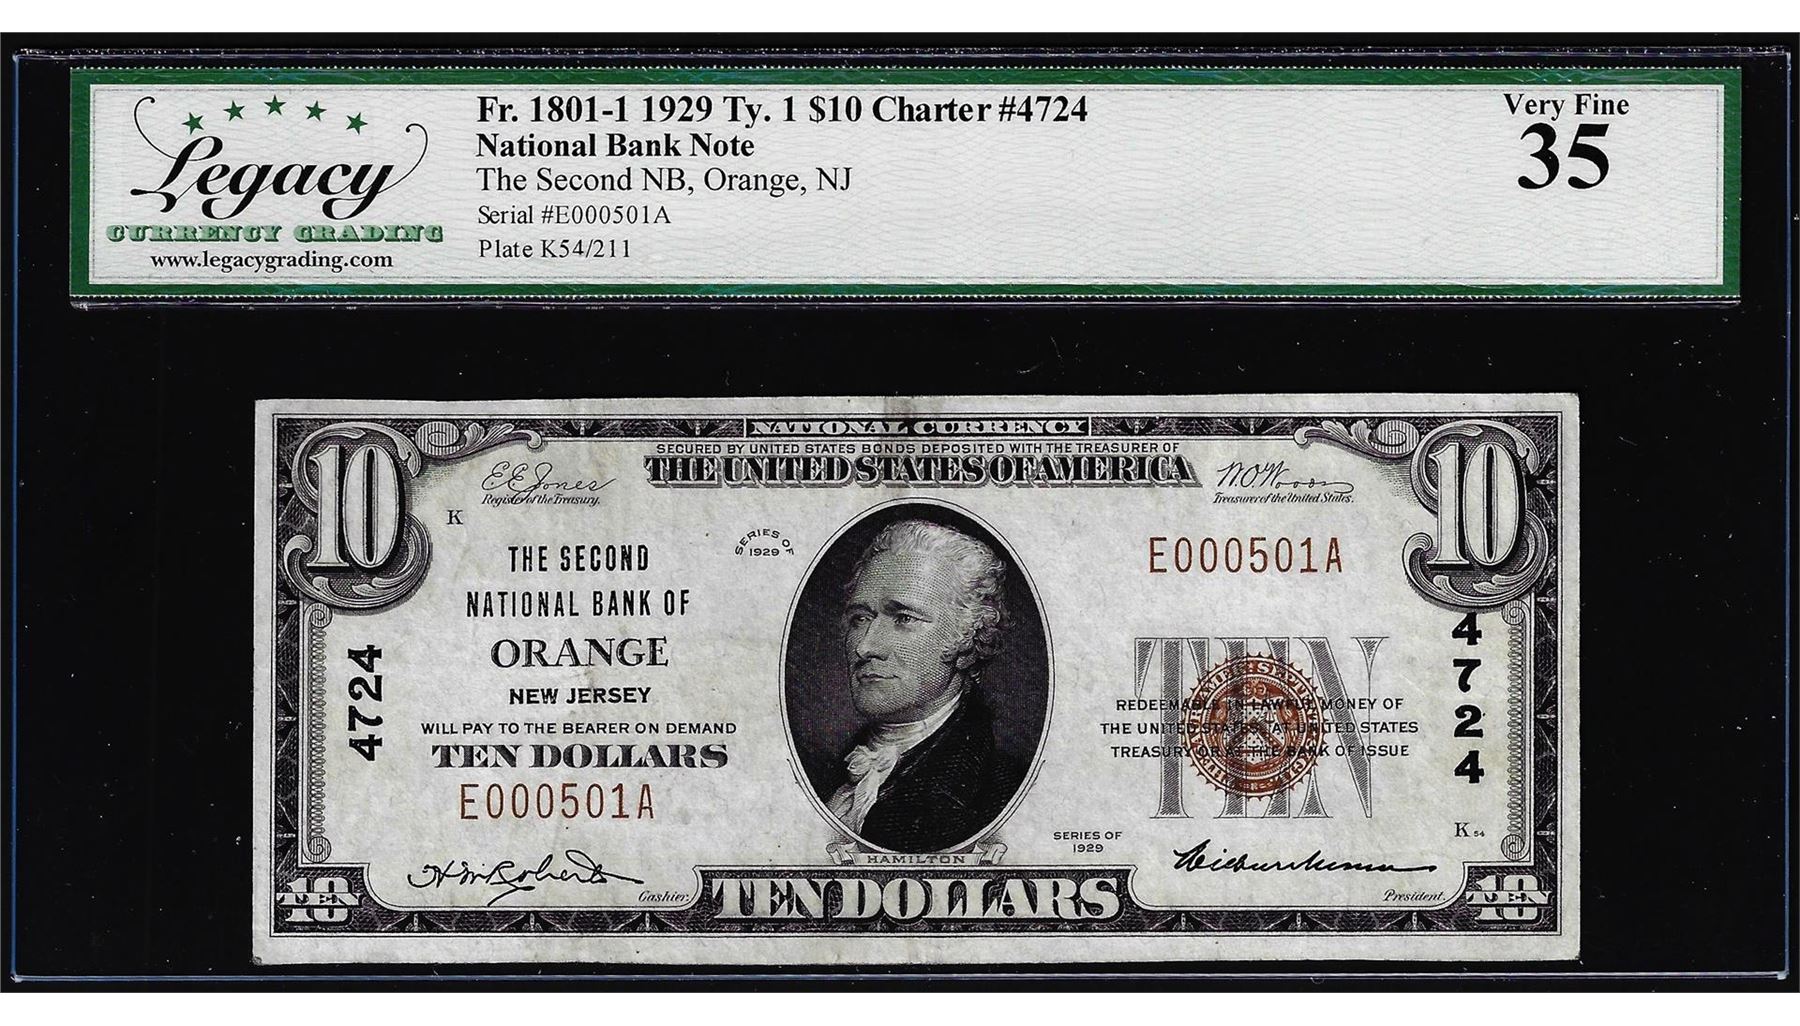 Legacy
CURRENCY GRADING
www.legacygrading.com
Fr. 1801-1 1929 Ty. 1 $10 Charter #4724
National Bank Note
The Second NB, Orange, NJ
Serial #E000501A
Plate K54/211
Very Fine
35
NATIONAL CURRENCY
SECURED BY UNITED STATES BONDS DEPOSITED WITH THE TREASURER OF
THE UNITED STATES OF AMERICA
10
10
E E Jones
Register of the Treasury.
W.O. Woods
Treasurer of the United States.
K
SERIES OF
1929
THE SECOND
NATIONAL BANK OF
ORANGE
NEW JERSEY
WILL PAY TO THE BEARER ON DEMAND
TEN DOLLARS
E000501A
4724
E000501A
4724
TEN
REDEEMABLE IN LAWFUL MONEY OF
THE UNITED STATES AT UNITED STATES
TREASURY OR AT THE BANK OF ISSUE
K 54
SERIES OF
1929
HAMILTON
Cashier.
President.
10
TEN
TEN DOLLARS
10
TEN